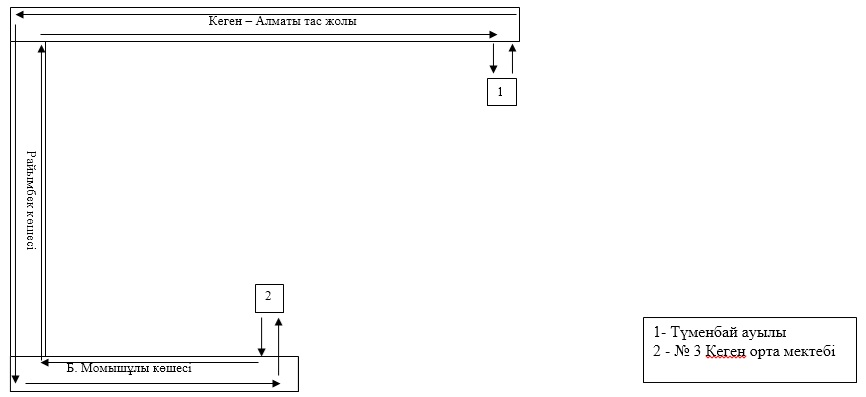 Кеген – Алматы тас жолы
1
Райымбек көшесі
2
Б. Момышұлы көшесі
1- Түменбай ауылы
2 - № 3 Кеген орта мектебі